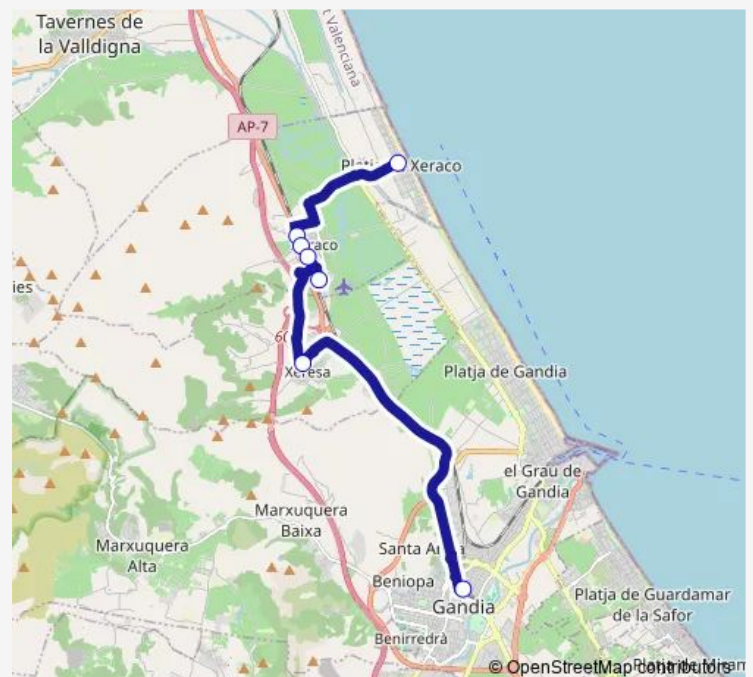 Tavernes de
la Valldigna
Valenciana
AP-7
Xeraco
Xeresa
Platja de Gandia
el Grau de
Gandia
Marxuquera
Baixa
Marxuquera
Alta
Santa
Beniopa
Gandia
Benirredrà
Platja de Guardamar
de la Safor
© OpenStreetMap contributors